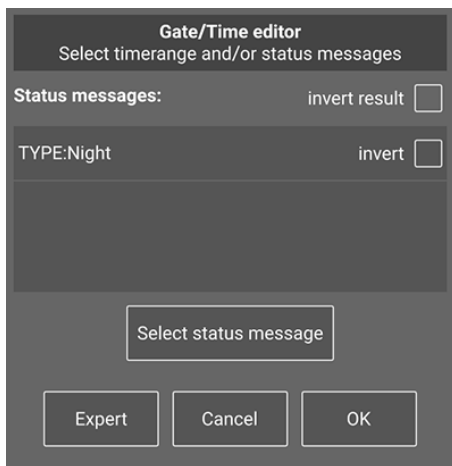 Gate/Time editor
Select timerange and/or status messages
Status messages: invert result
TYPE:Night invert
Select status message
Expert Cancel OK